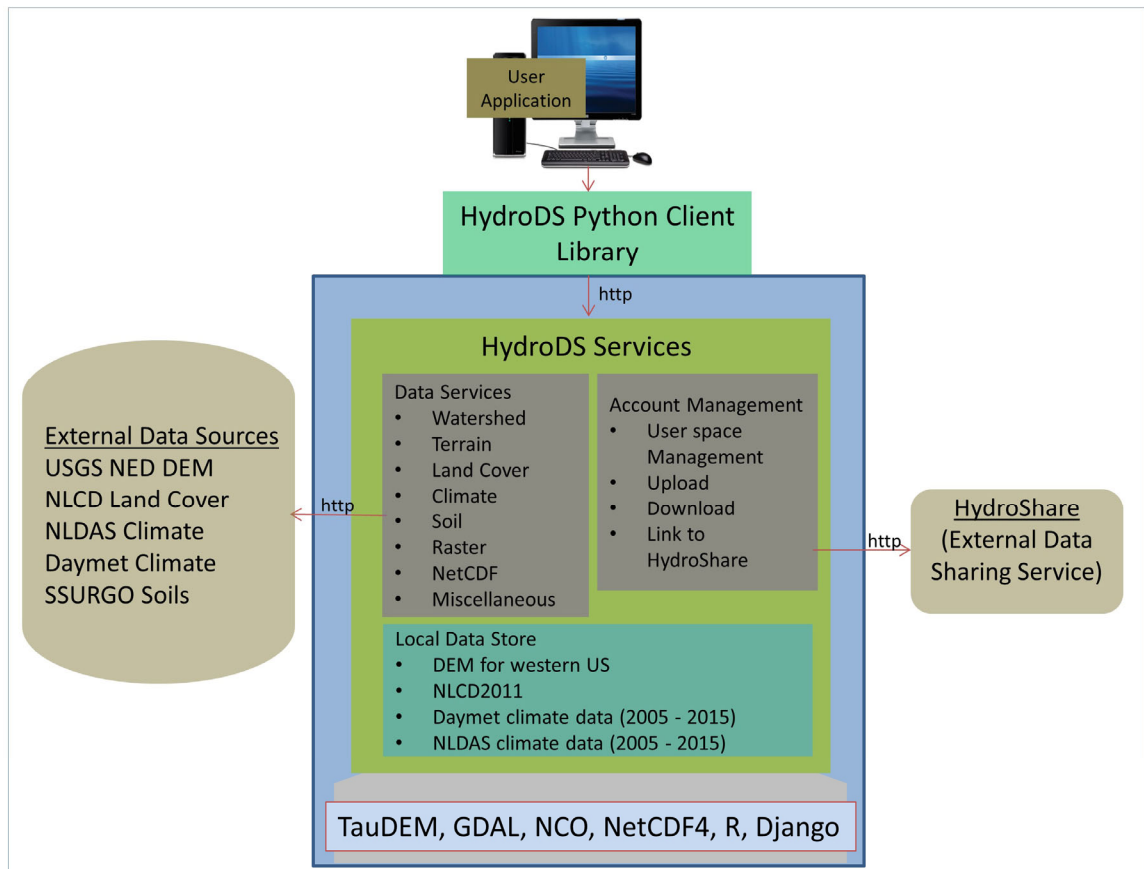 User
Application
HydroDS Python Client
Library
http
HydroDS Services
Data Services
• Watershed
• Terrain
• Land Cover
• Climate
• Soil
• Raster
• NetCDF
• Miscellaneous
Account Management
• User space
Management
• Upload
• Download
• Link to
HydroShare
Local Data Store
• DEM for western US
• NLCD2011
• Daymet climate data (2005 - 2015)
• NLDAS climate data (2005 - 2015)
TauDEM, GDAL, NCO, NetCDF4, R, Django
External Data Sources
USGS NED DEM
NLCD Land Cover
NLDAS Climate
Daymet Climate
SSURGO Soils
http
http
HydroShare
(External Data
Sharing Service)